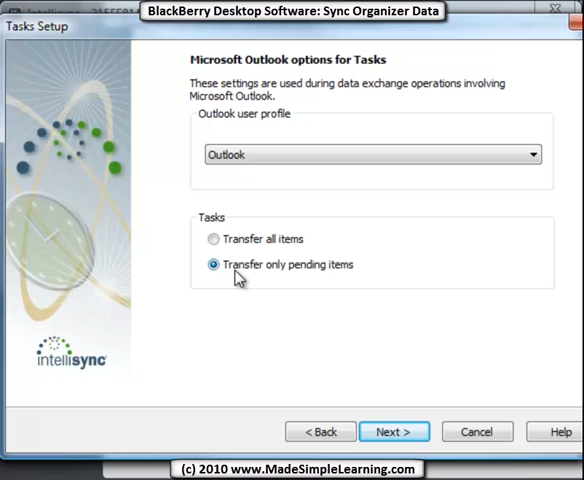 BlackBerry Desktop Software: Sync Organizer Data
Tasks Setup
Microsoft Outlook options for Tasks
These settings are used during data exchange operations involving
Microsoft Outlook.
Outlook user profile
Outlook
Tasks
Transfer all items
Transfer only pending items
intellisync
< Back
Next >
Cancel
Help
(c) 2010 www.MadeSimpleLearning.com